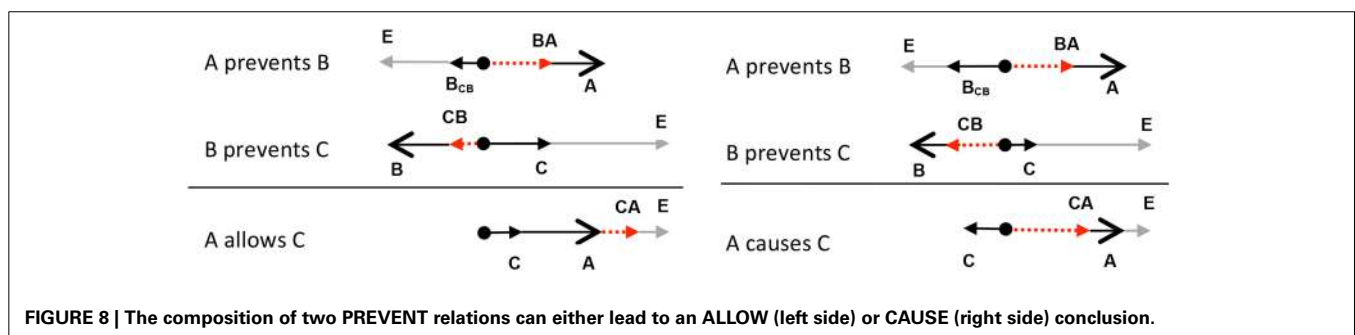 E BA
A prevents B
B_CB A
CB E
B prevents C
B C
CA E
A allows C
C A
E BA
A prevents B
B_CB A
CB E
B prevents C
B C
CA E
A causes C
C A
FIGURE 8 | The composition of two PREVENT relations can either lead to an ALLOW (left side) or CAUSE (right side) conclusion.